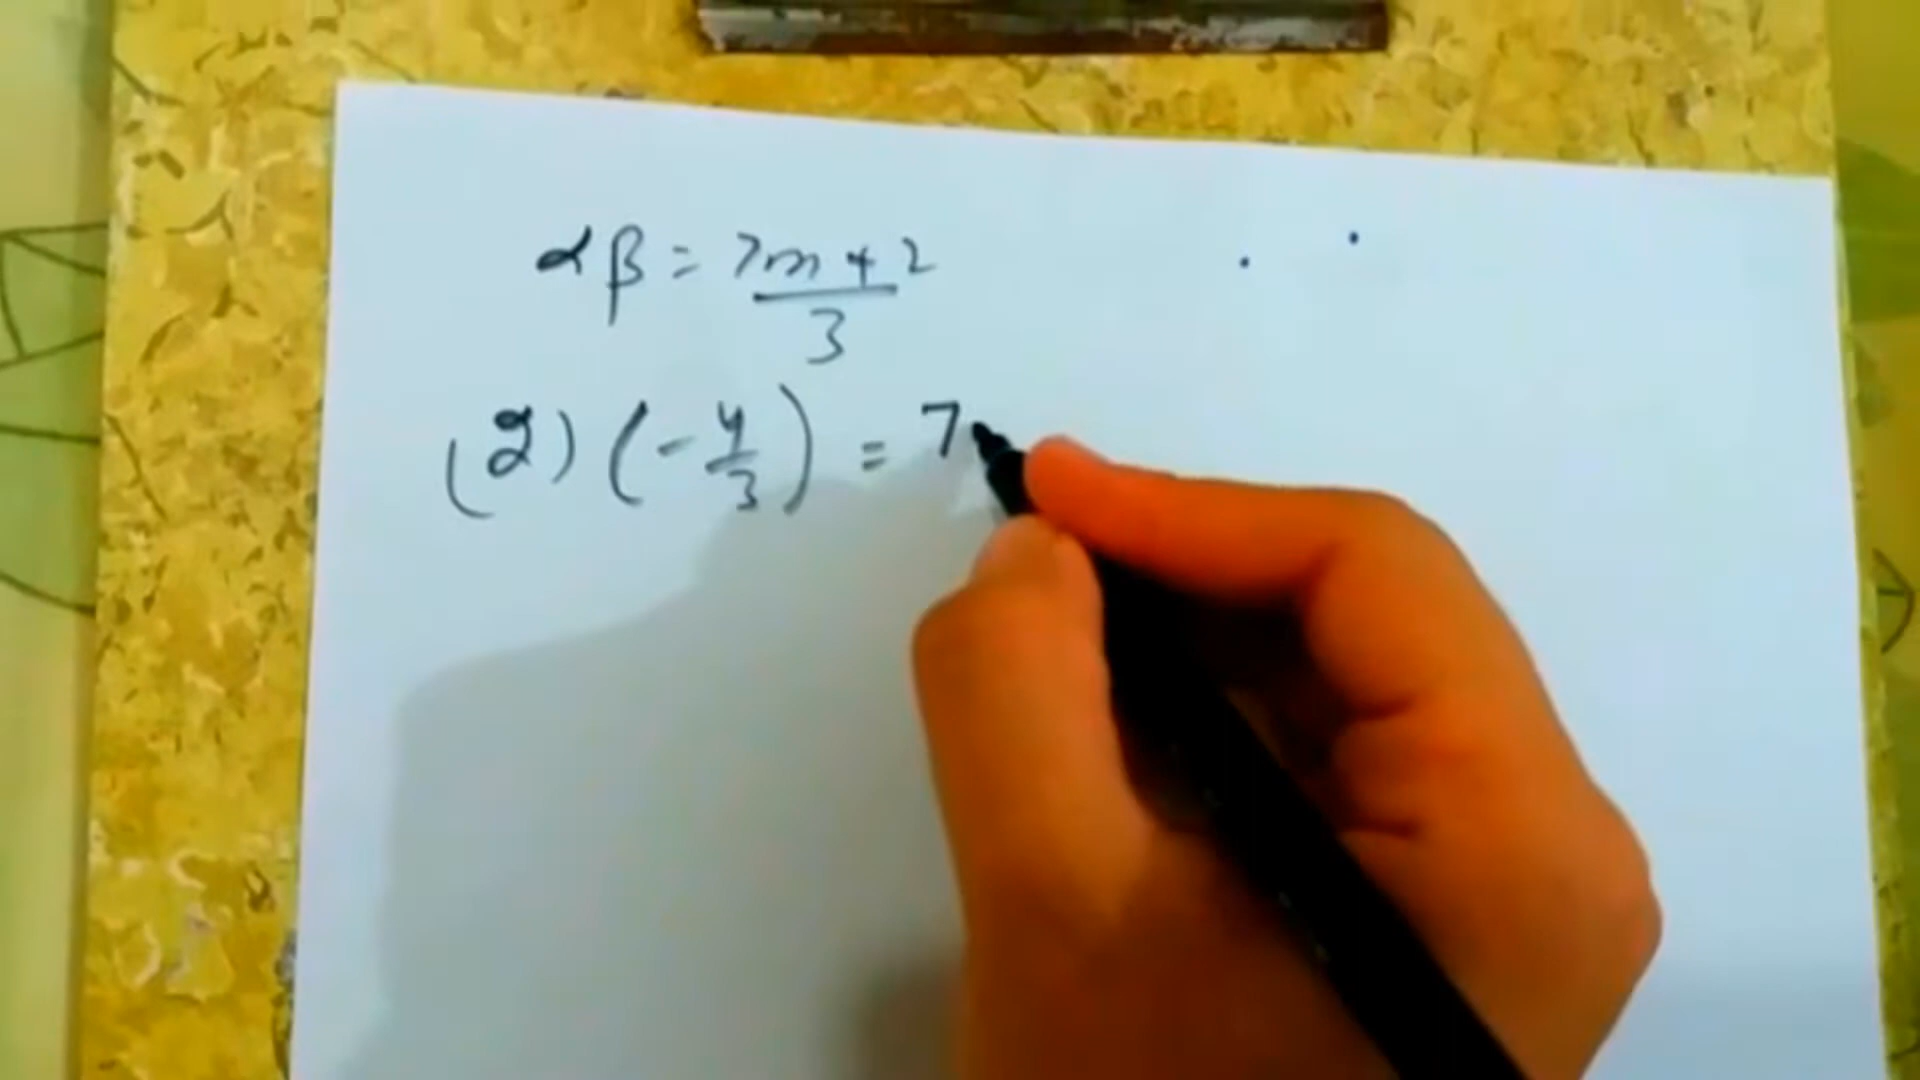 αβ = 7m+2/3
(2)(-4/3) = 7